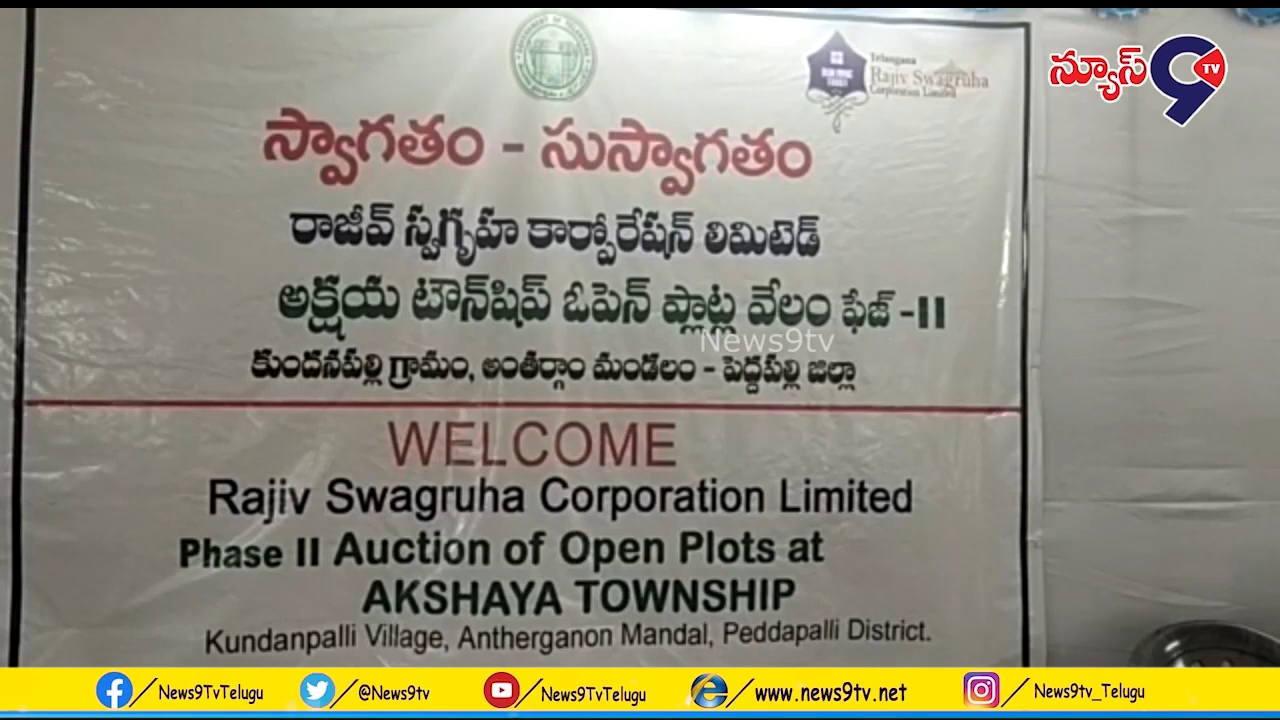 న్యూస్ 9 TV
Telangana
Rajiv Swagruha
Corporation Limited
స్వాగతం - సుస్వాగతం
రాజీవ్ స్వగృహ కార్పోరేషన్ లిమిటెడ్
అక్షయ టౌన్‌షిప్ ఓపెన్ ప్లాట్ల వేలం ఫేజ్ -II
News9tv
కుందనపల్లి గ్రామం, అంతర్గాం మండలం - పెద్దపల్లి జిల్లా
WELCOME
Rajiv Swagruha Corporation Limited
Phase II Auction of Open Plots at
AKSHAYA TOWNSHIP
Kundanpalli Village, Antherganon Mandal, Peddapalli District.
/News9TvTelugu /@News9tv /News9TvTelugu /www.news9tv.net /News9tv_Telugu